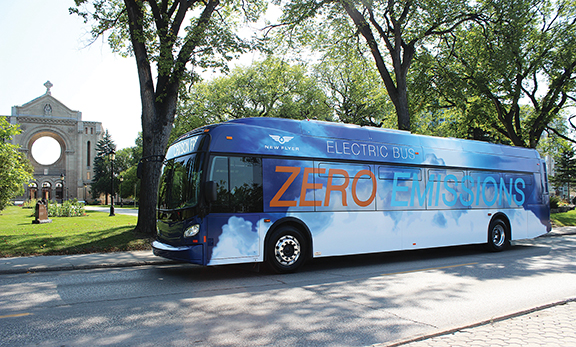 NEW FLYER
ELECTRIC BUS
ZERO EMISSIONS